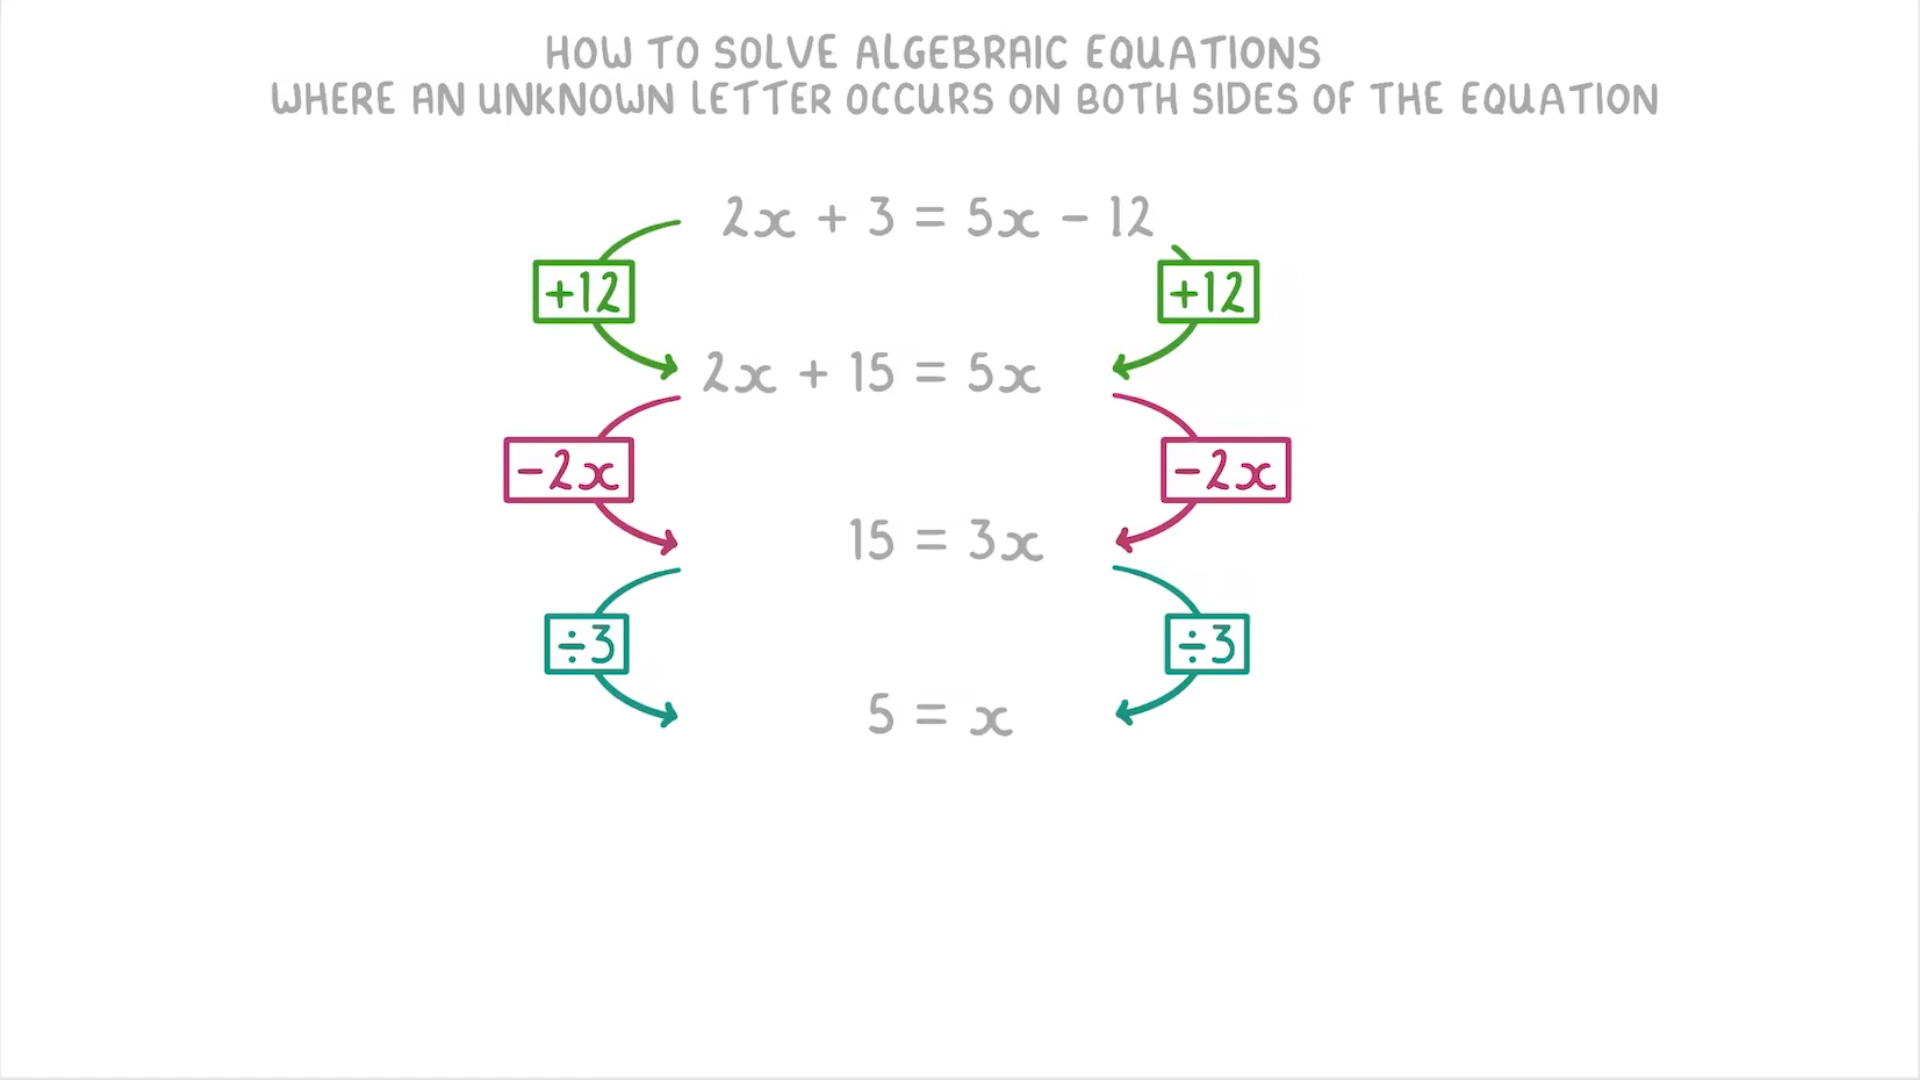 HOW TO SOLVE ALGEBRAIC EQUATIONS
WHERE AN UNKNOWN LETTER OCCURS ON BOTH SIDES OF THE EQUATION
2x + 3 = 5x - 12
+12 +12
2x + 15 = 5x
-2x -2x
15 = 3x
÷3 ÷3
5 = x